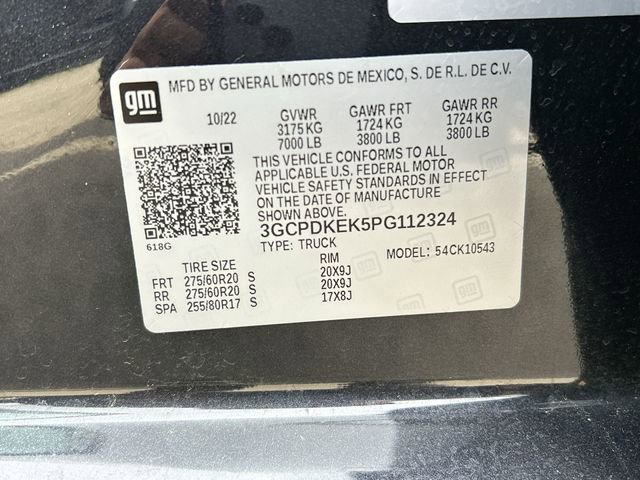 gm
MFD BY GENERAL MOTORS DE MEXICO, S. DE R.L. DE C.V.
10/22 GVWR GAWR FRT GAWR RR
3175 KG 1724 KG 1724 KG
7000 LB 3800 LB 3800 LB
THIS VEHICLE CONFORMS TO ALL
APPLICABLE U.S. FEDERAL MOTOR
VEHICLE SAFETY STANDARDS IN EFFECT
ON THE DATE OF MANUFACTURE
SHOWN ABOVE.
618G
3GCPDKEK5PG112324
TYPE: TRUCK MODEL: 54CK10543
TIRE SIZE RIM
FRT 275/60R20 S 20X9J
RR 275/60R20 S 20X9J
SPA 255/80R17 S 17X8J